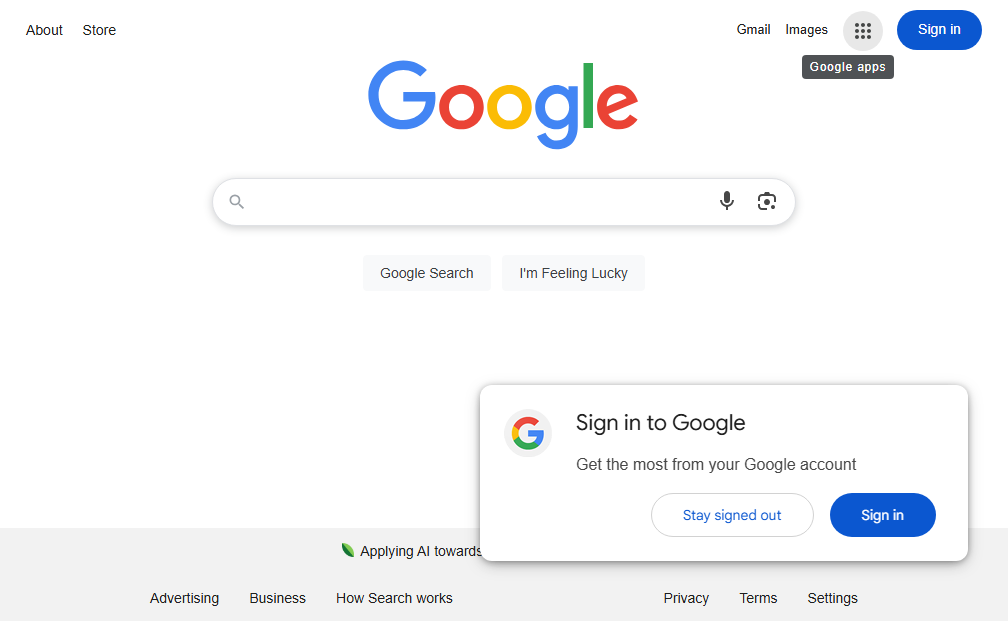 About Store Gmail Images Sign in
Google apps
Google
Google Search I'm Feeling Lucky
Sign in to Google
Get the most from your Google account
Stay signed out Sign in
Applying AI towards
Advertising Business How Search works Privacy Terms Settings